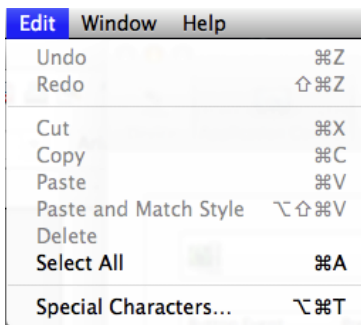 Edit Window Help
Undo ⌘Z
Redo ⇧⌘Z
Cut ⌘X
Copy ⌘C
Paste ⌘V
Paste and Match Style ⌥⇧⌘V
Delete
Select All ⌘A
Special Characters... ⌥⌘T